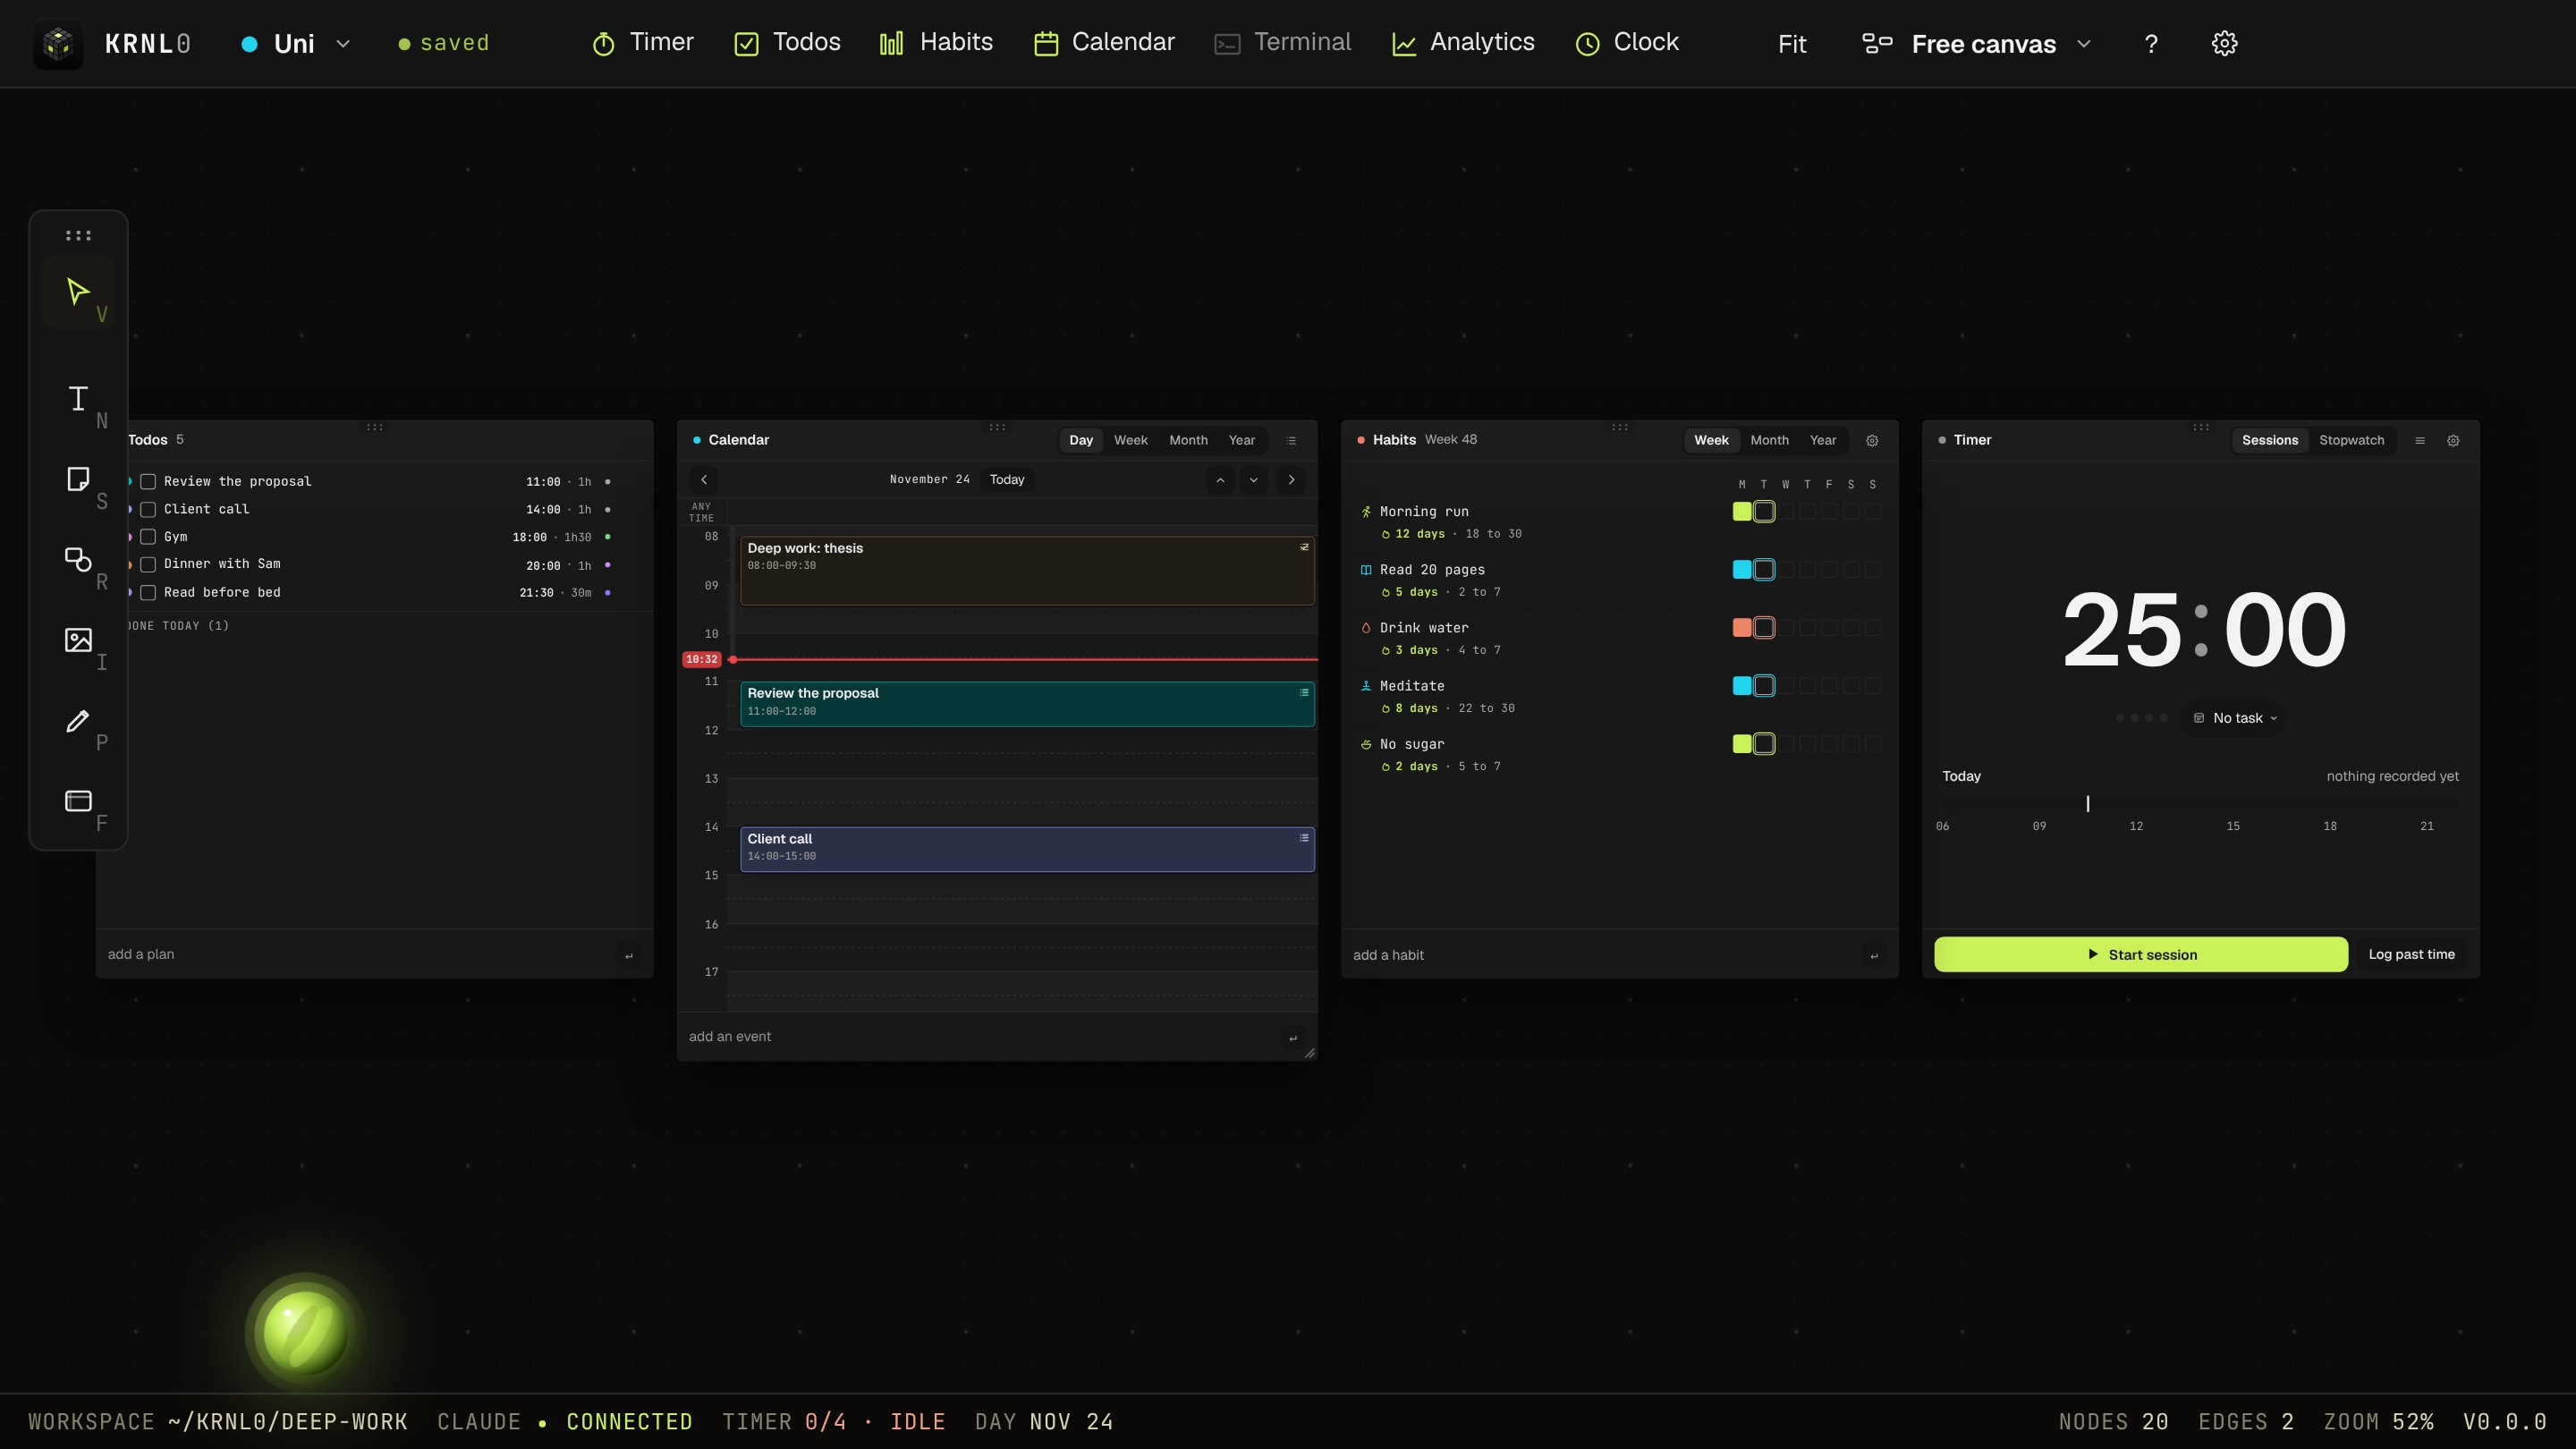 KRNL0 Uni saved Timer Todos Habits Calendar Terminal Analytics Clock Fit Free canvas ?
V
N
S
R
I
P
F
Todos 5
Review the proposal 11:00 · 1h
Client call 14:00 · 1h
Gym 18:00 · 1h30
Dinner with Sam 20:00 · 1h
Read before bed 21:30 · 30m
DONE TODAY (1)
add a plan
Calendar Day Week Month Year
November 24 Today
ANY TIME
08
Deep work: thesis
08:00–09:30
09
10
10:32
11
Review the proposal
11:00–12:00
12
13
14
Client call
14:00–15:00
15
16
17
add an event
Habits Week 48 Week Month Year
M T W T F S S
Morning run
12 days · 18 to 30
Read 20 pages
5 days · 2 to 7
Drink water
3 days · 4 to 7
Meditate
8 days · 22 to 30
No sugar
2 days · 5 to 7
add a habit
Timer Sessions Stopwatch
25:00
No task
Today nothing recorded yet
06 09 12 15 18 21
Start session Log past time
WORKSPACE ~/KRNL0/DEEP-WORK CLAUDE • CONNECTED TIMER 0/4 · IDLE DAY NOV 24 NODES 20 EDGES 2 ZOOM 52% V0.0.0